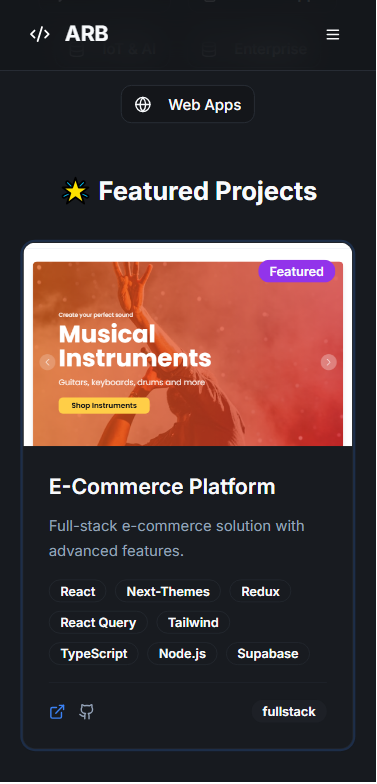 ARB
IoT & AI
Enterprise
Web Apps
Featured Projects
Featured
Create your perfect sound
Musical
Instruments
Guitars, keyboards, drums and more
Shop Instruments
E-Commerce Platform
Full-stack e-commerce solution with
advanced features.
React
Next-Themes
Redux
React Query
Tailwind
TypeScript
Node.js
Supabase
fullstack